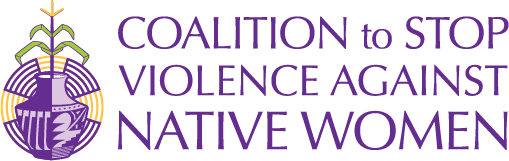 COALITION to STOP
VIOLENCE AGAINST
NATIVE WOMEN